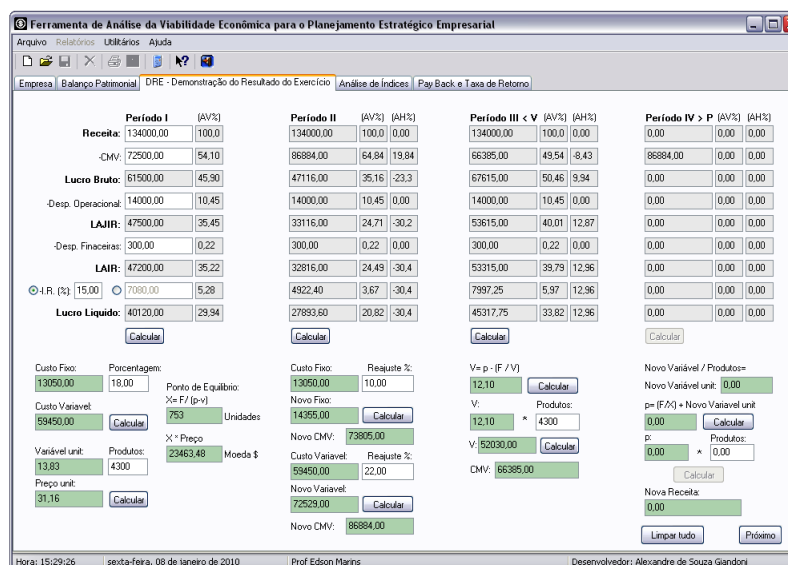 Ferramenta de Análise da Viabilidade Econômica para o Planejamento Estratégico Empresarial
Arquivo Relatórios Utilitários Ajuda
Empresa Balanço Patrimonial DRE - Demonstração do Resultado do Exercício Análise de Índices Pay Back e Taxa de Retorno
Período I (AV%) Período II (AV%) (AH%) Período III < V (AV%) (AH%) Período IV > P (AV%) (AH%)
Receita: 134000,00 100,0 134000,00 100,0 0,00 134000,00 100,0 0,00 0,00 0,00 0,00
-CMV: 72500,00 54,10 86884,00 64,84 19,84 66385,00 49,54 -8,43 86884,00 0,00 0,00
Lucro Bruto: 61500,00 45,90 47116,00 35,16 -23,3 67615,00 50,46 9,94 0,00 0,00 0,00
-Desp. Operacional: 14000,00 10,45 14000,00 10,45 0,00 14000,00 10,45 0,00 0,00 0,00 0,00
LAJIR: 47500,00 35,45 33116,00 24,71 -30,2 53615,00 40,01 12,87 0,00 0,00 0,00
-Desp. Finaceiras: 300,00 0,22 300,00 0,22 0,00 300,00 0,22 0,00 0,00 0,00 0,00
LAIR: 47200,00 35,22 32816,00 24,49 -30,4 53315,00 39,79 12,96 0,00 0,00 0,00
-I.R. (%): 15,00 7080,00 5,28 4922,40 3,67 -30,4 7997,25 5,97 12,96 0,00 0,00 0,00
Lucro Liquido: 40120,00 29,94 27893,60 20,82 -30,4 45317,75 33,82 12,96 0,00 0,00 0,00
Calcular Calcular Calcular Calcular
Custo Fixo: Porcentagem:
13050,00 18,00
Custo Variavel:
59450,00 Calcular
Variável unit: Produtos:
13,83 4300
Preço unit:
31,16 Calcular
Ponto de Equilibrio:
X= F / (p-v)
753 Unidades
X * Preço
23463,48 Moeda $
Custo Fixo: Reajuste %:
13050,00 10,00
Novo Fixo:
14355,00 Calcular
Novo CMV: 73805,00
Custo Variavel: Reajuste %:
59450,00 22,00
Novo Variavel:
72529,00 Calcular
Novo CMV: 86884,00
V= p - (F / V)
12,10 Calcular
V: Produtos:
12,10 * 4300
V: 52030,00 Calcular
CMV: 66385,00
Novo Variável / Produtos=
Novo Variável unit: 0,00
p= (F/X) + Novo Variavel unit
0,00 Calcular
p: Produtos:
0,00 * 0,00
Calcular
Nova Receita:
0,00
Limpar tudo Próximo
Hora: 15:29:26 sexta-feira, 08 de janeiro de 2010 Prof Edson Marins Desenvolvedor: Alexandre de Souza Giandoni